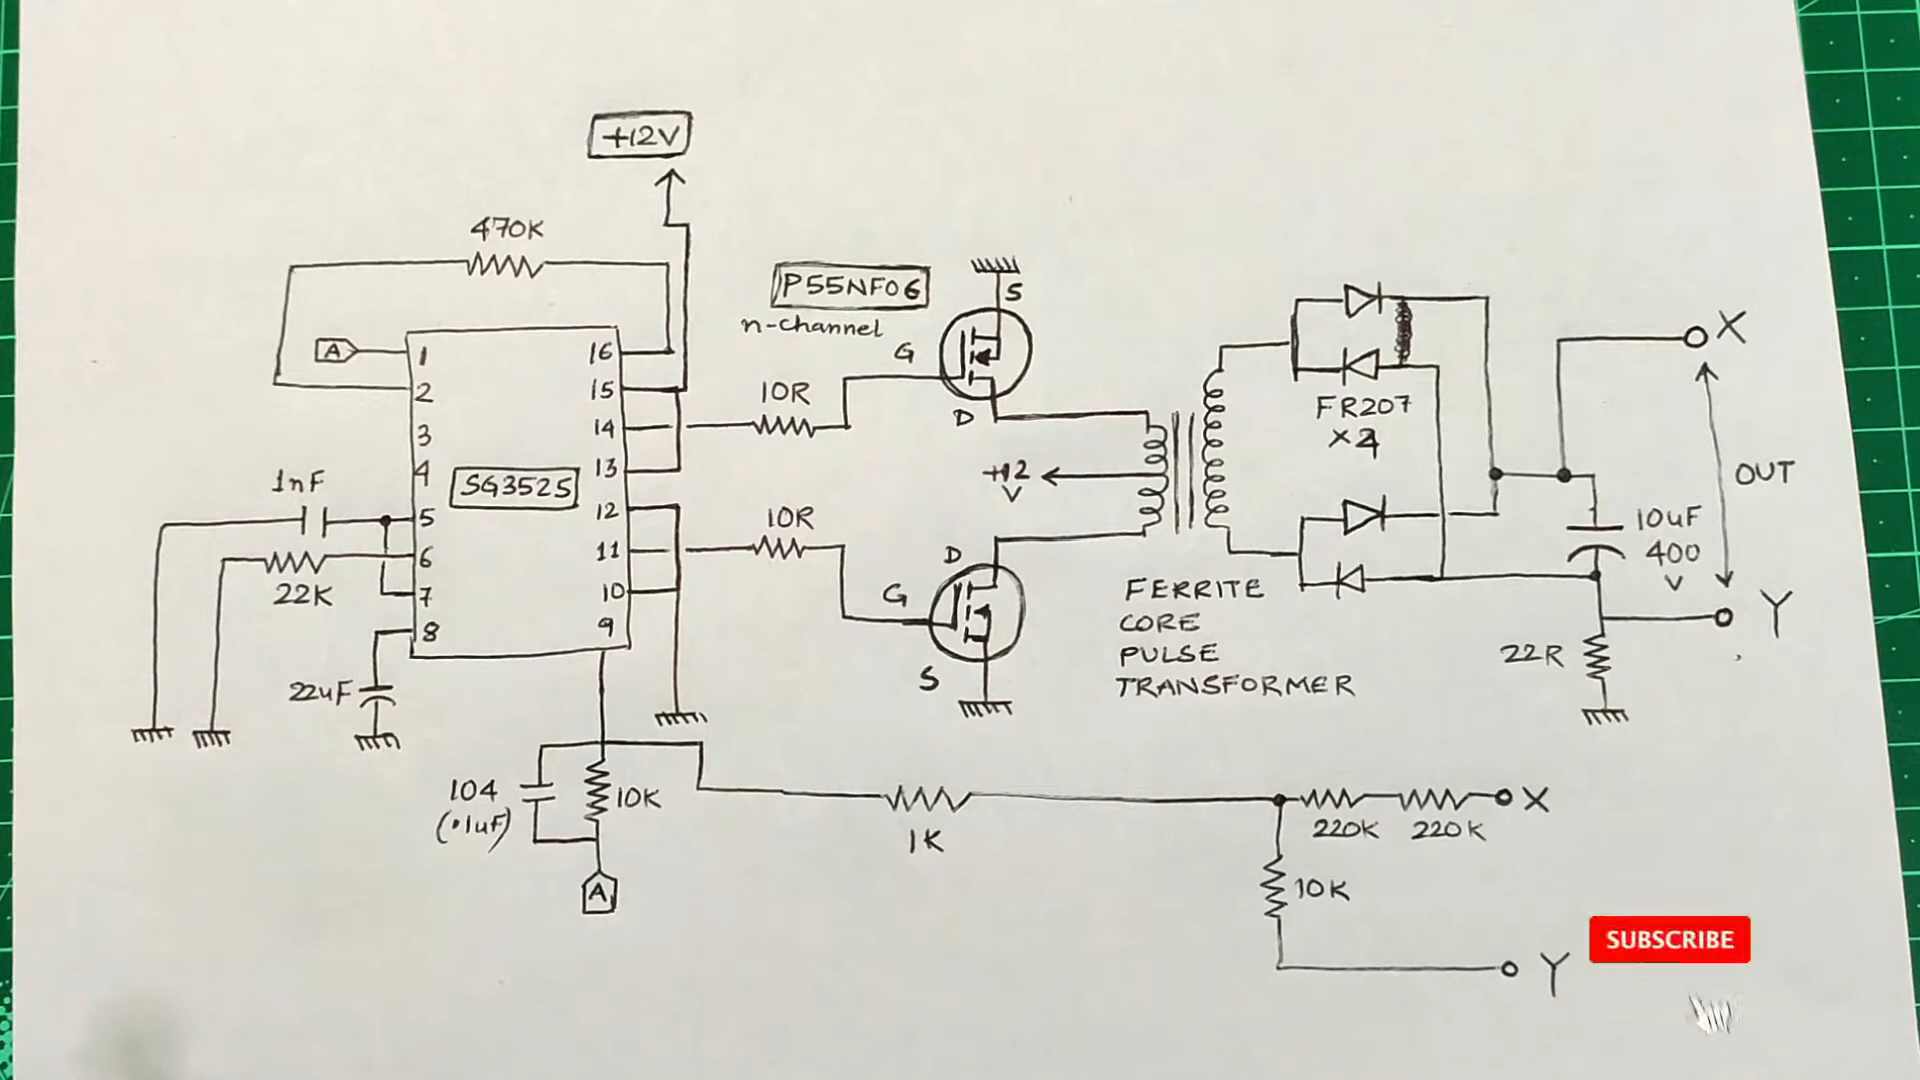 +12V
470K
P55NF06
n-channel
S
G
D
A
1
2
3
4
5
6
7
8
16
15
14
13
12
11
10
9
SG3525
1nF
22K
22uF
10R
10R
+12
V
D
G
S
FR207
x4
FERRITE
CORE
PULSE
TRANSFORMER
X
OUT
10uF
400
V
Y
22R
104
(.1uF)
10K
A
1K
220K
220K
X
10K
Y
SUBSCRIBE